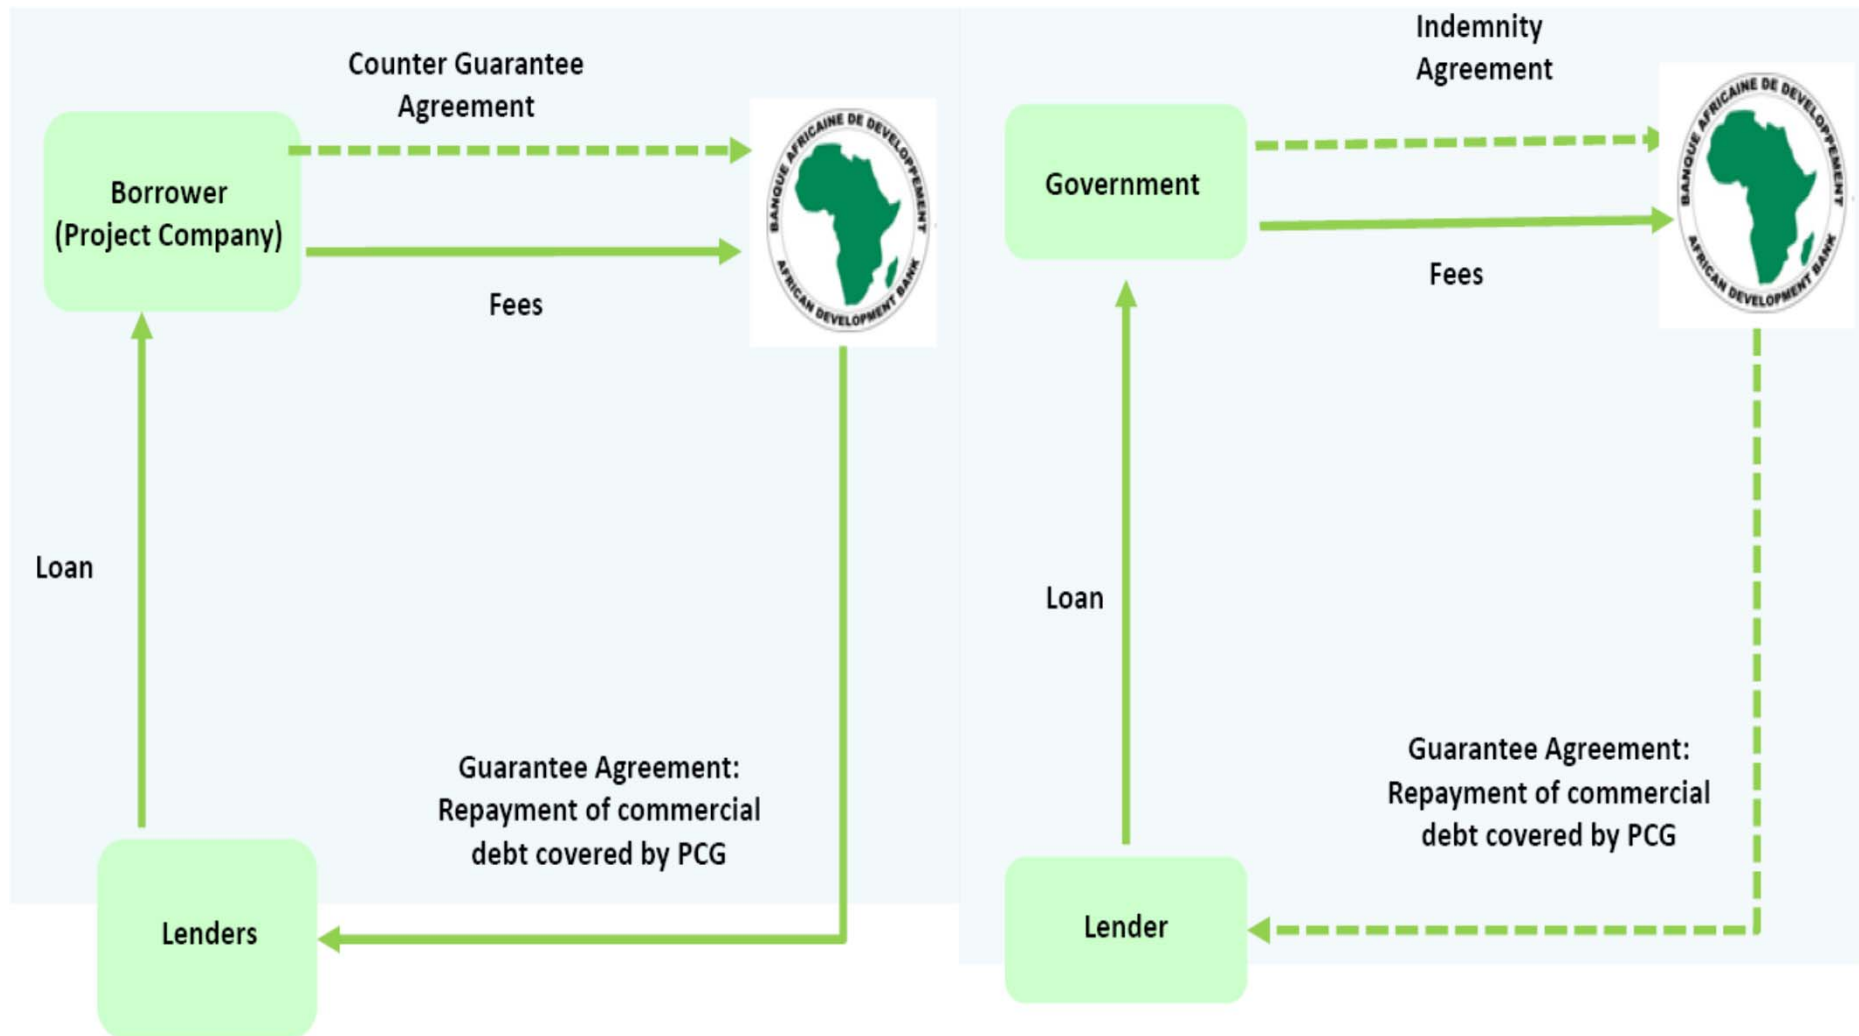 Counter Guarantee
Agreement
Borrower
(Project Company)
BANQUE AFRICAINE DE DEVELOPPEMENT
AFRICAN DEVELOPMENT BANK
Fees
Loan
Guarantee Agreement:
Repayment of commercial
debt covered by PCG
Lenders
Indemnity
Agreement
Government
BANQUE AFRICAINE DE DEVELOPPEMENT
AFRICAN DEVELOPMENT BANK
Fees
Loan
Guarantee Agreement:
Repayment of commercial
debt covered by PCG
Lender